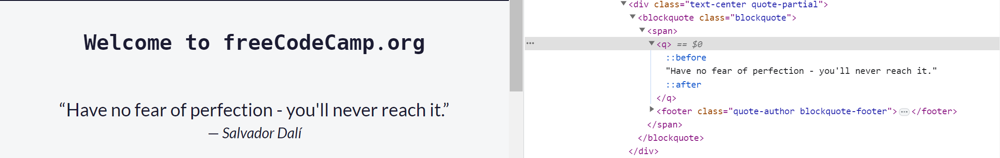 Welcome to freeCodeCamp.org
“Have no fear of perfection - you'll never reach it.”
— Salvador Dalí
<div class="text-center quote-partial">
<blockquote class="blockquote">
<span>
••• <q> == $0
::before
"Have no fear of perfection - you'll never reach it."
::after
</q>
<footer class="quote-author blockquote-footer">•••</footer>
</span>
</blockquote>
</div>